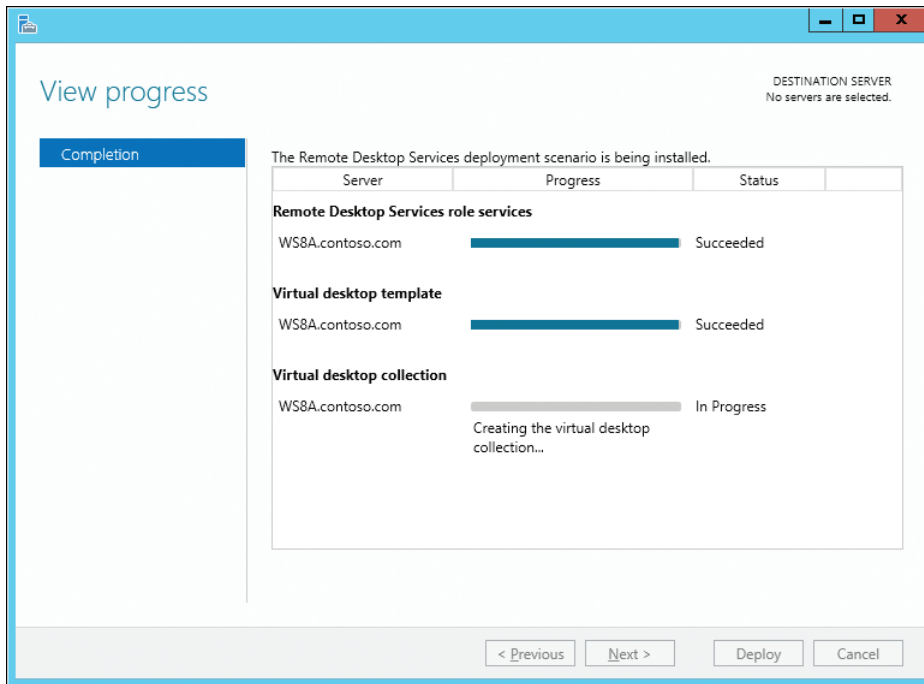 View progress
DESTINATION SERVER
No servers are selected.
Completion
The Remote Desktop Services deployment scenario is being installed.
Server Progress Status
Remote Desktop Services role services
WS8A.contoso.com Succeeded
Virtual desktop template
WS8A.contoso.com Succeeded
Virtual desktop collection
WS8A.contoso.com In Progress
Creating the virtual desktop
collection...
< Previous Next > Deploy Cancel